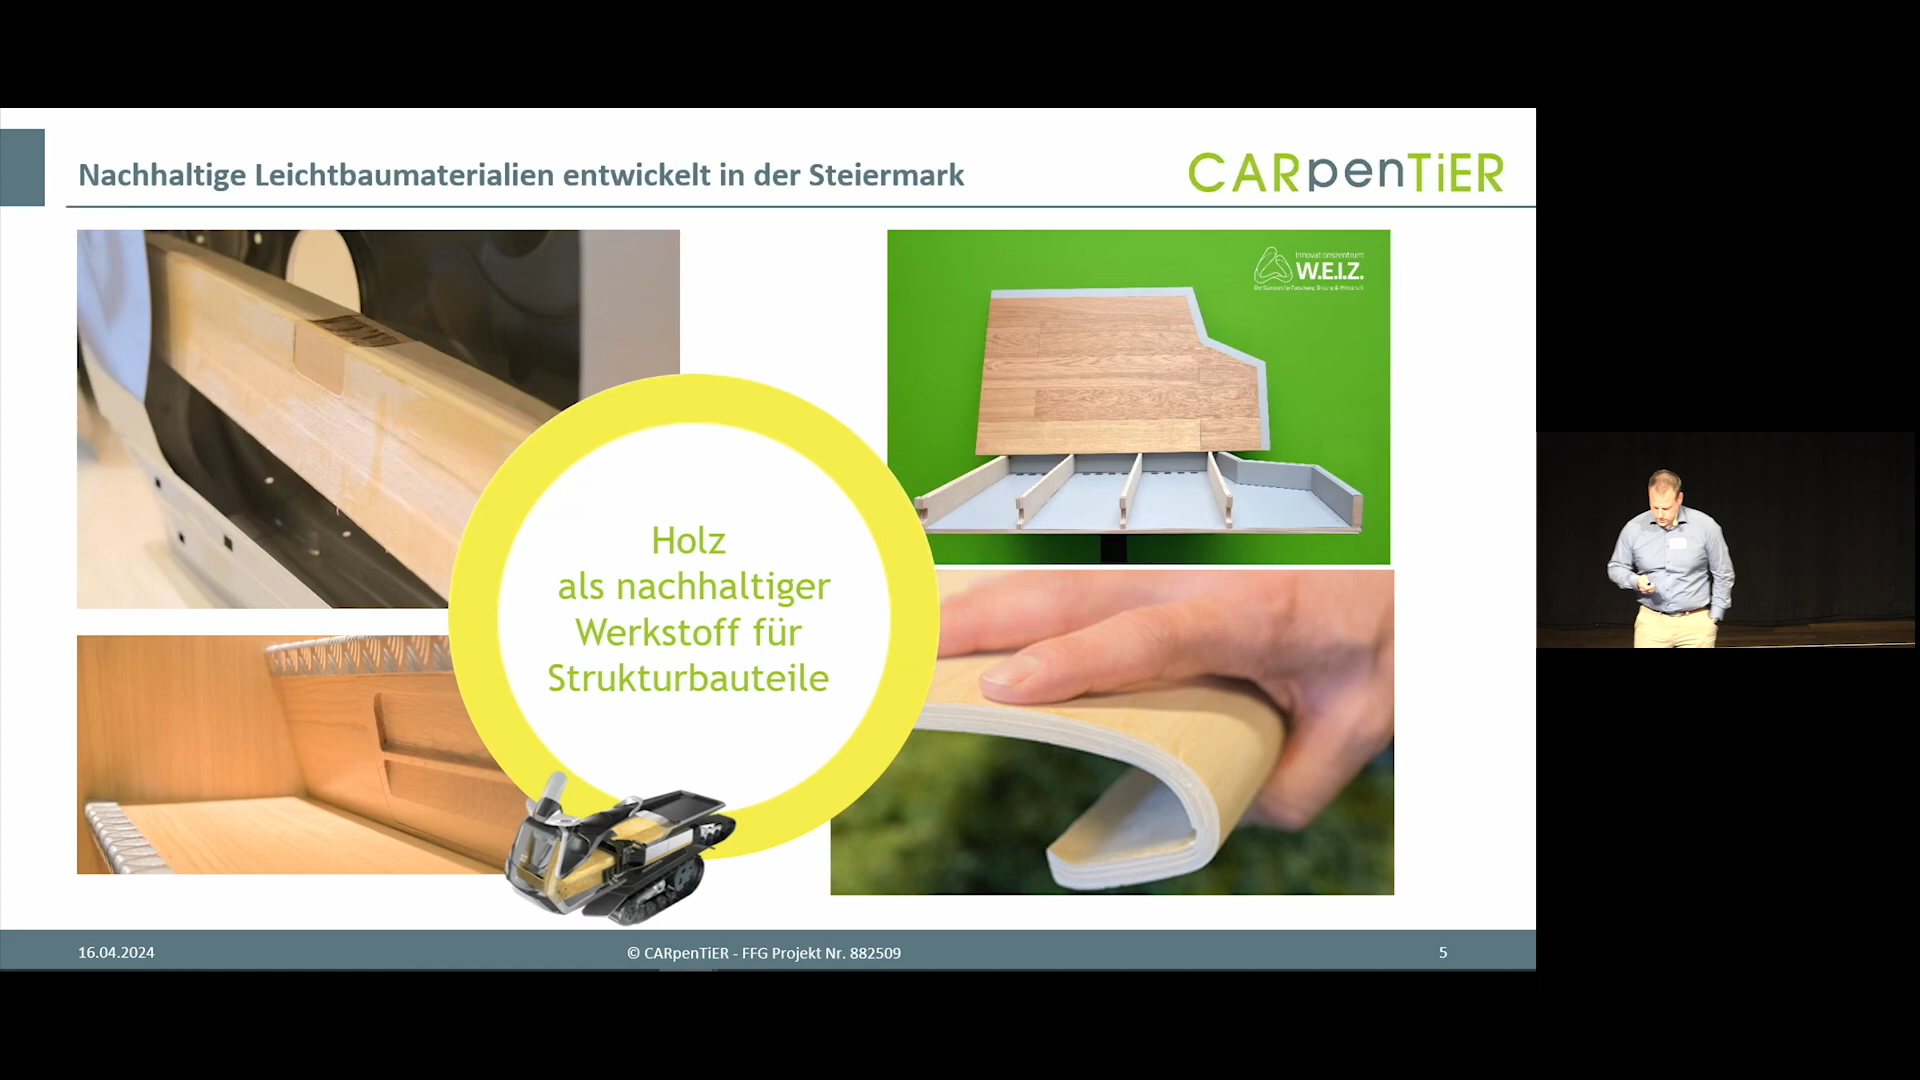 Nachhaltige Leichtbaumaterialien entwickelt in der Steiermark
CARpenTiER
Innovationszentrum
W.E.I.Z.
Holz
als nachhaltiger
Werkstoff für
Strukturbauteile
16.04.2024
© CARpenTiER - FFG Projekt Nr. 882509
5